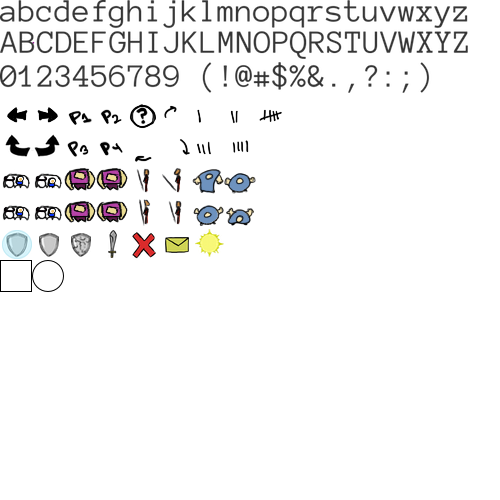 abcdefghijklmnopqrstuvwxyz
ABCDEFGHIJKLMNOPQRSTUVWXYZ
0123456789 (!@#$%&.,?:;)
P1 P2 ?
P3 P4